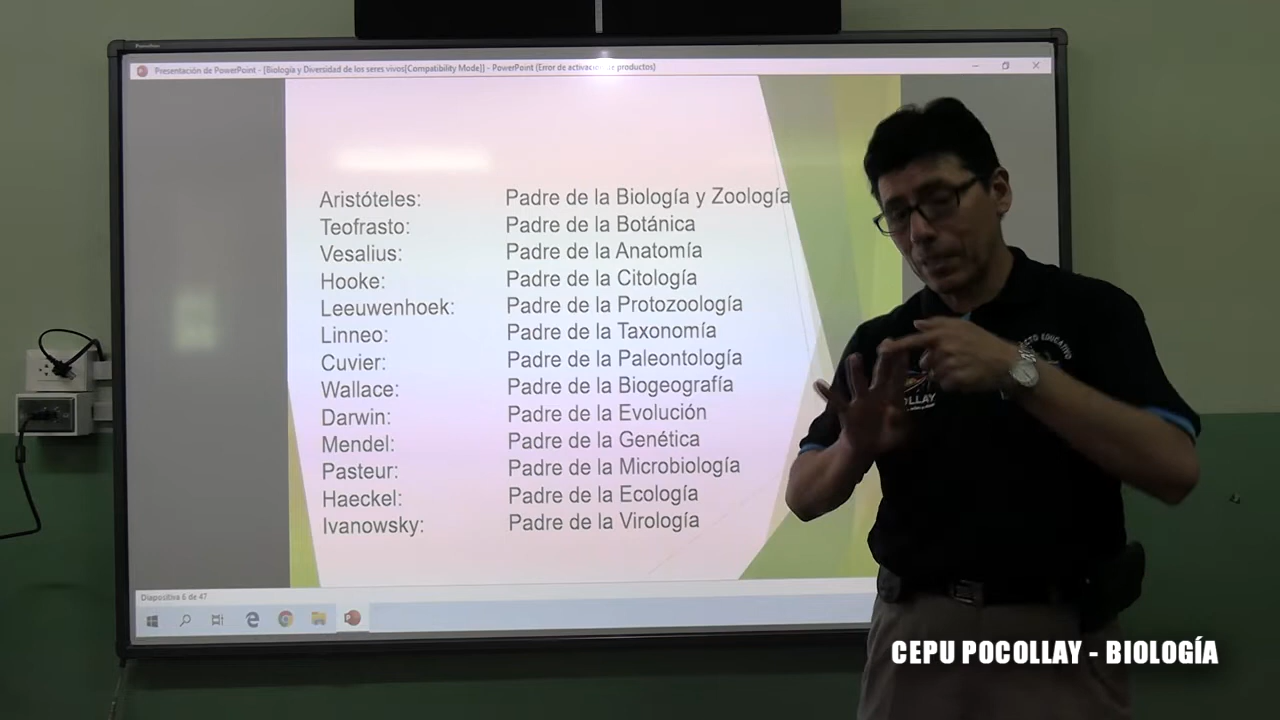 Pocollay
Presentación de PowerPoint - [Biología y Diversidad de los seres vivos[Compatibility Mode]] - PowerPoint (Error de activación de productos)
Aristóteles: Padre de la Biología y Zoología
Teofrasto: Padre de la Botánica
Vesalius: Padre de la Anatomía
Hooke: Padre de la Citología
Leeuwenhoek: Padre de la Protozoología
Linneo: Padre de la Taxonomía
Cuvier: Padre de la Paleontología
Wallace: Padre de la Biogeografía
Darwin: Padre de la Evolución
Mendel: Padre de la Genética
Pasteur: Padre de la Microbiología
Haeckel: Padre de la Ecología
Ivanowsky: Padre de la Virología
Diapositiva 6 de 47
EDUCATIVO
OLLAY
CEPU POCOLLAY - BIOLOGÍA